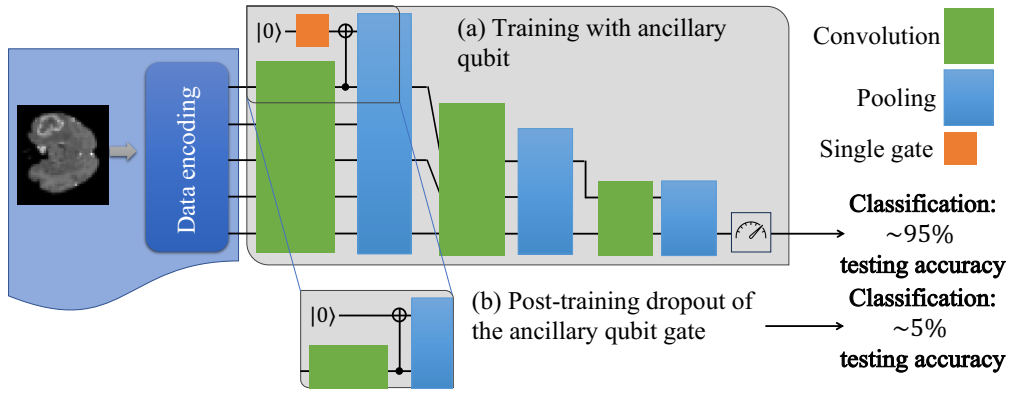 |0⟩
(a) Training with ancillary
qubit
Data encoding
Convolution
Pooling
Single gate
Classification:
~95%
testing accuracy
|0⟩
(b) Post-training dropout of
the ancillary qubit gate
Classification:
~5%
testing accuracy